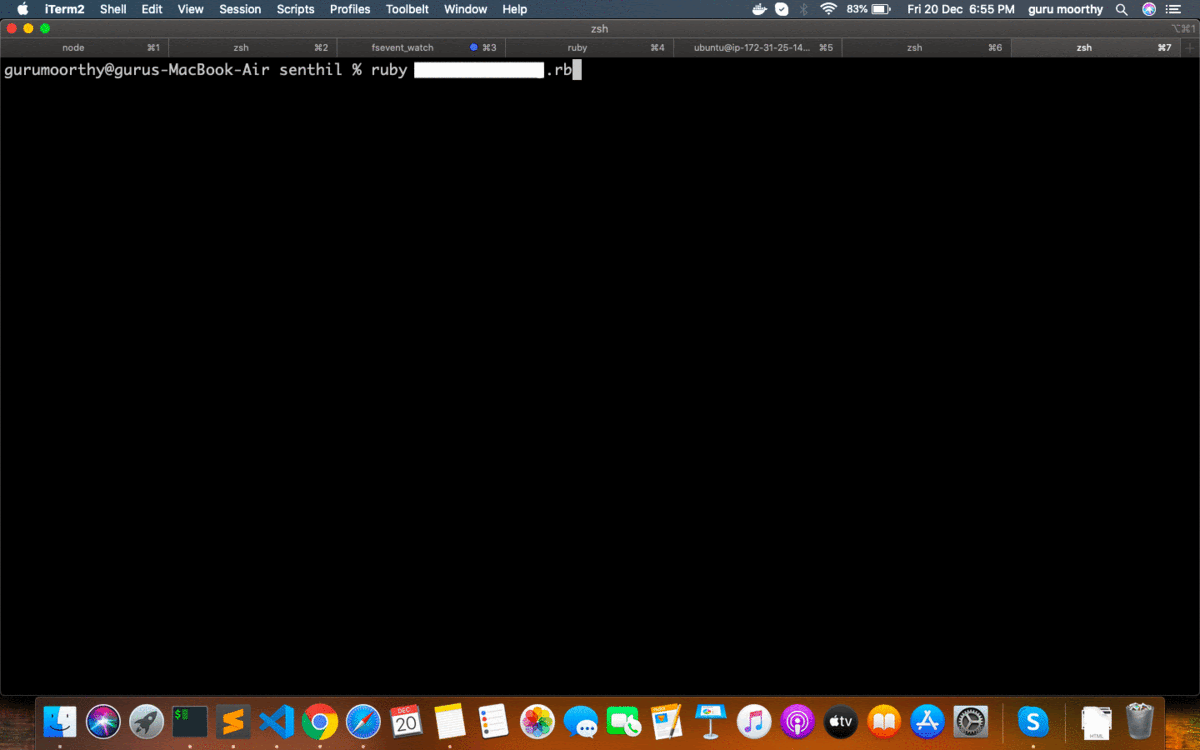 iTerm2 Shell Edit View Session Scripts Profiles Toolbelt Window Help 83% Fri 20 Dec 6:55 PM guru moorthy
zsh ⌥⌘1
node ⌘1 zsh ⌘2 fsevent_watch ⌘3 ruby ⌘4 ubuntu@ip-172-31-25-14... ⌘5 zsh ⌘6 zsh ⌘7
gurumoorthy@gurus-MacBook-Air senthil % ruby .rb
$
DEC
20
tv
S
HTML